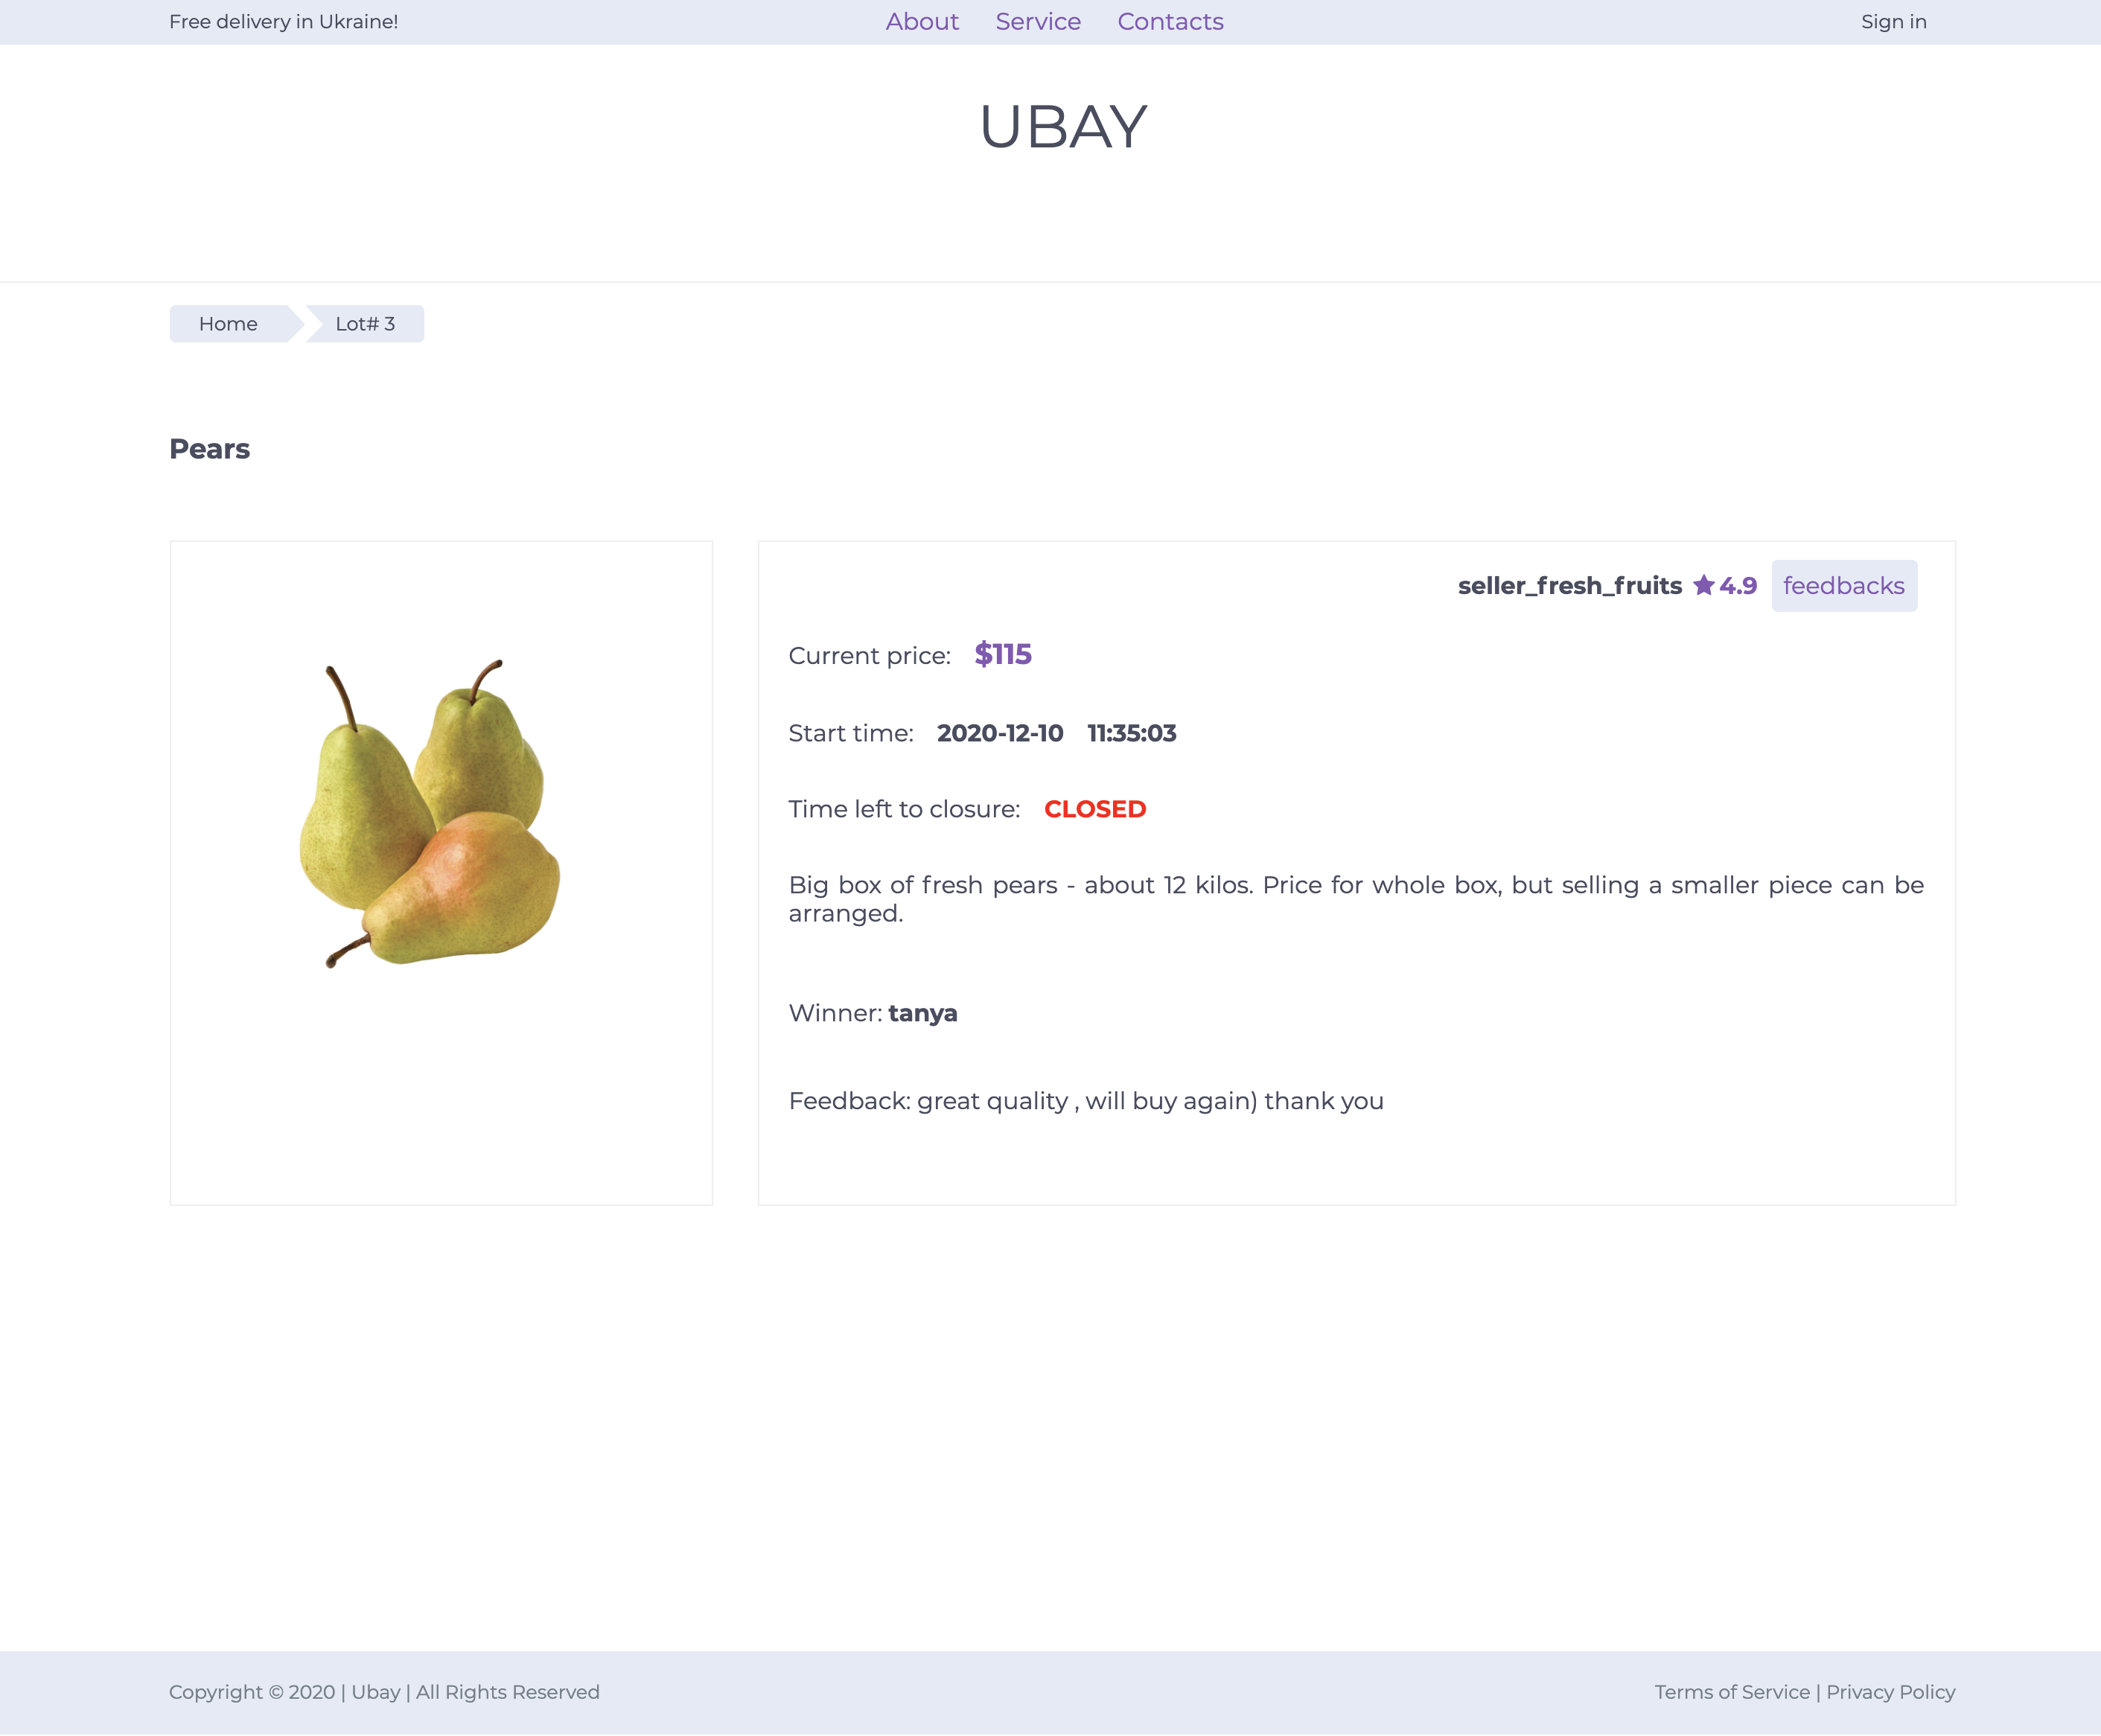 Free delivery in Ukraine! About Service Contacts Sign in
UBAY
Home Lot# 3
Pears
seller_fresh_fruits 4.9 feedbacks
Current price: $115
Start time: 2020-12-10 11:35:03
Time left to closure: CLOSED
Big box of fresh pears - about 12 kilos. Price for whole box, but selling a smaller piece can be
arranged.
Winner: tanya
Feedback: great quality , will buy again) thank you
Copyright © 2020 | Ubay | All Rights Reserved Terms of Service | Privacy Policy